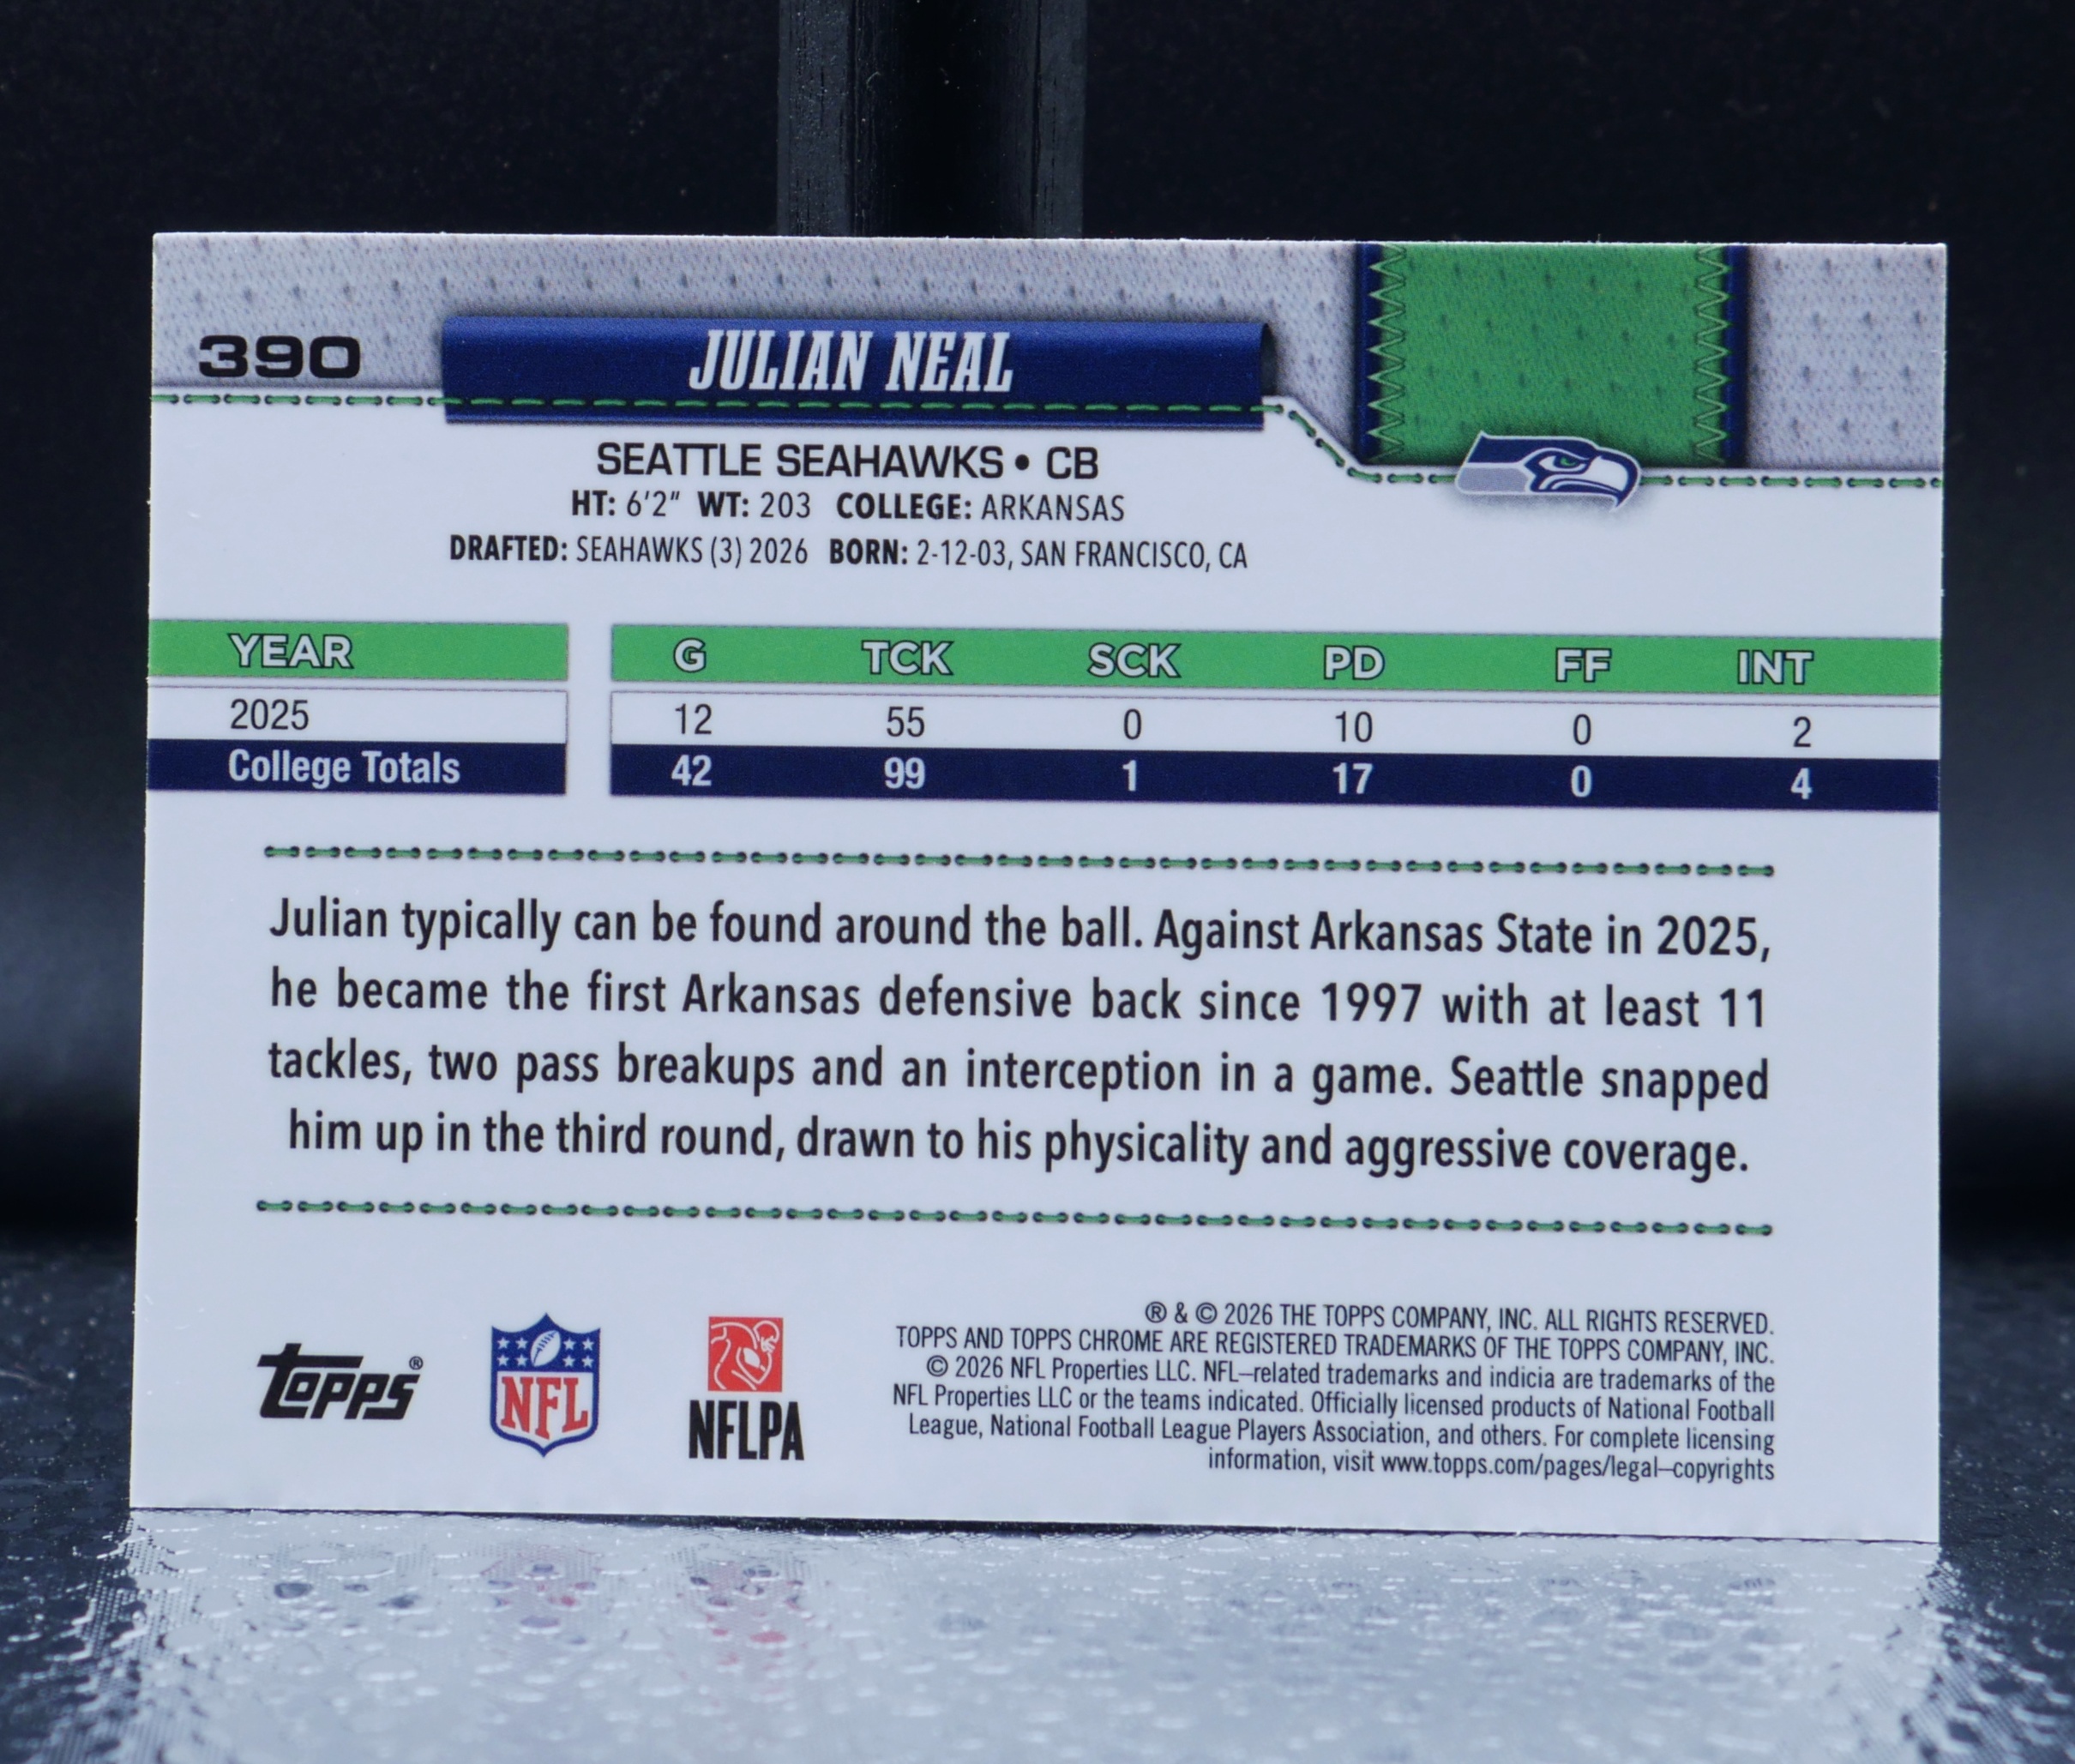 390
JULIAN NEAL
SEATTLE SEAHAWKS • CB
HT: 6'2" WT: 203 COLLEGE: ARKANSAS
DRAFTED: SEAHAWKS (3) 2026 BORN: 2-12-03, SAN FRANCISCO, CA
YEAR G TCK SCK PD FF INT
2025 12 55 0 10 0 2
College Totals 42 99 1 17 0 4
Julian typically can be found around the ball. Against Arkansas State in 2025,
he became the first Arkansas defensive back since 1997 with at least 11
tackles, two pass breakups and an interception in a game. Seattle snapped
him up in the third round, drawn to his physicality and aggressive coverage.
Topps®
NFL
NFLPA
® & © 2026 THE TOPPS COMPANY, INC. ALL RIGHTS RESERVED.
TOPPS AND TOPPS CHROME ARE REGISTERED TRADEMARKS OF THE TOPPS COMPANY, INC.
© 2026 NFL Properties LLC. NFL–related trademarks and indicia are trademarks of the
NFL Properties LLC or the teams indicated. Officially licensed products of National Football
League, National Football League Players Association, and others. For complete licensing
information, visit www.topps.com/pages/legal–copyrights